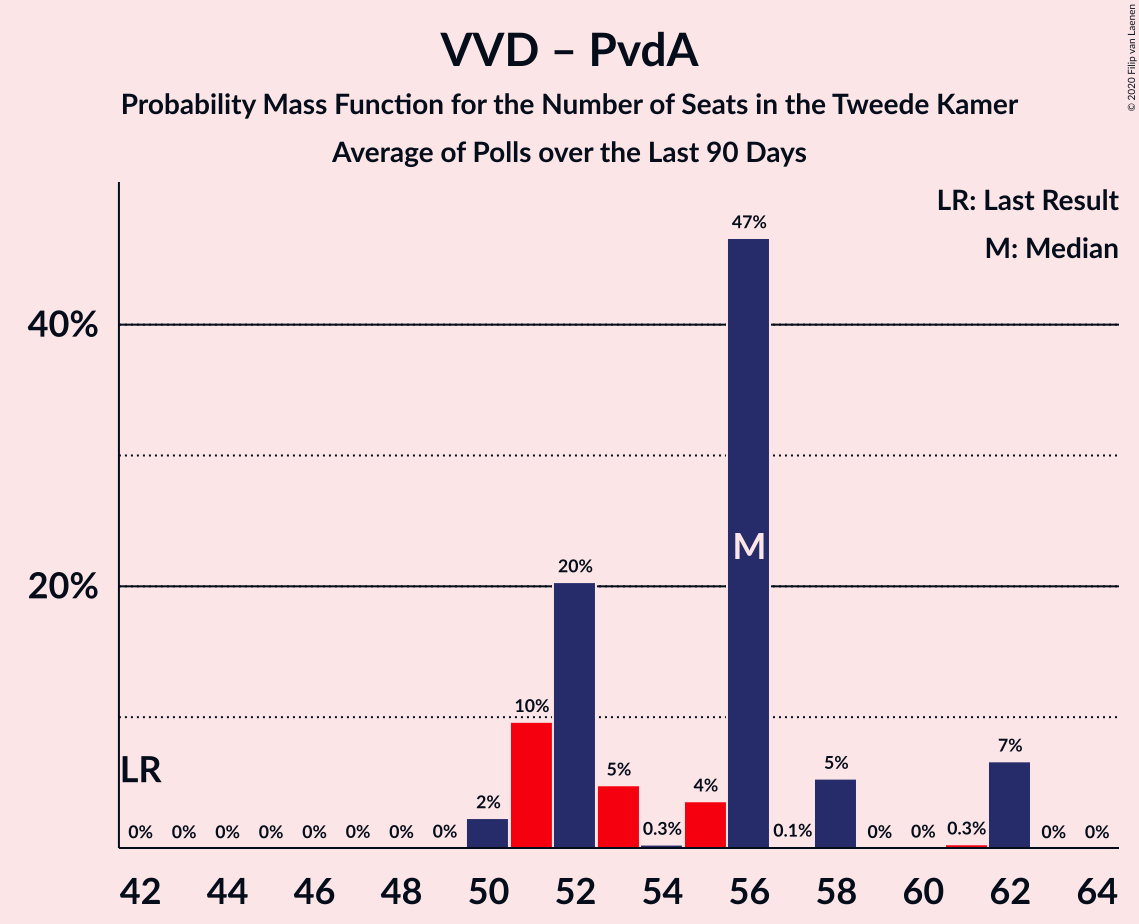 VVD – PvdA
Probability Mass Function for the Number of Seats in the Tweede Kamer
Average of Polls over the Last 90 Days
© 2020 Filip van Laenen
LR: Last Result
M: Median
47%
40%
M
20%
20%
10%
LR
7%
5%
5%
4%
2%
0% 0% 0% 0% 0% 0% 0% 0% 0.3% 0.1% 0% 0% 0.3% 0% 0%
42 44 46 48 50 52 54 56 58 60 62 64